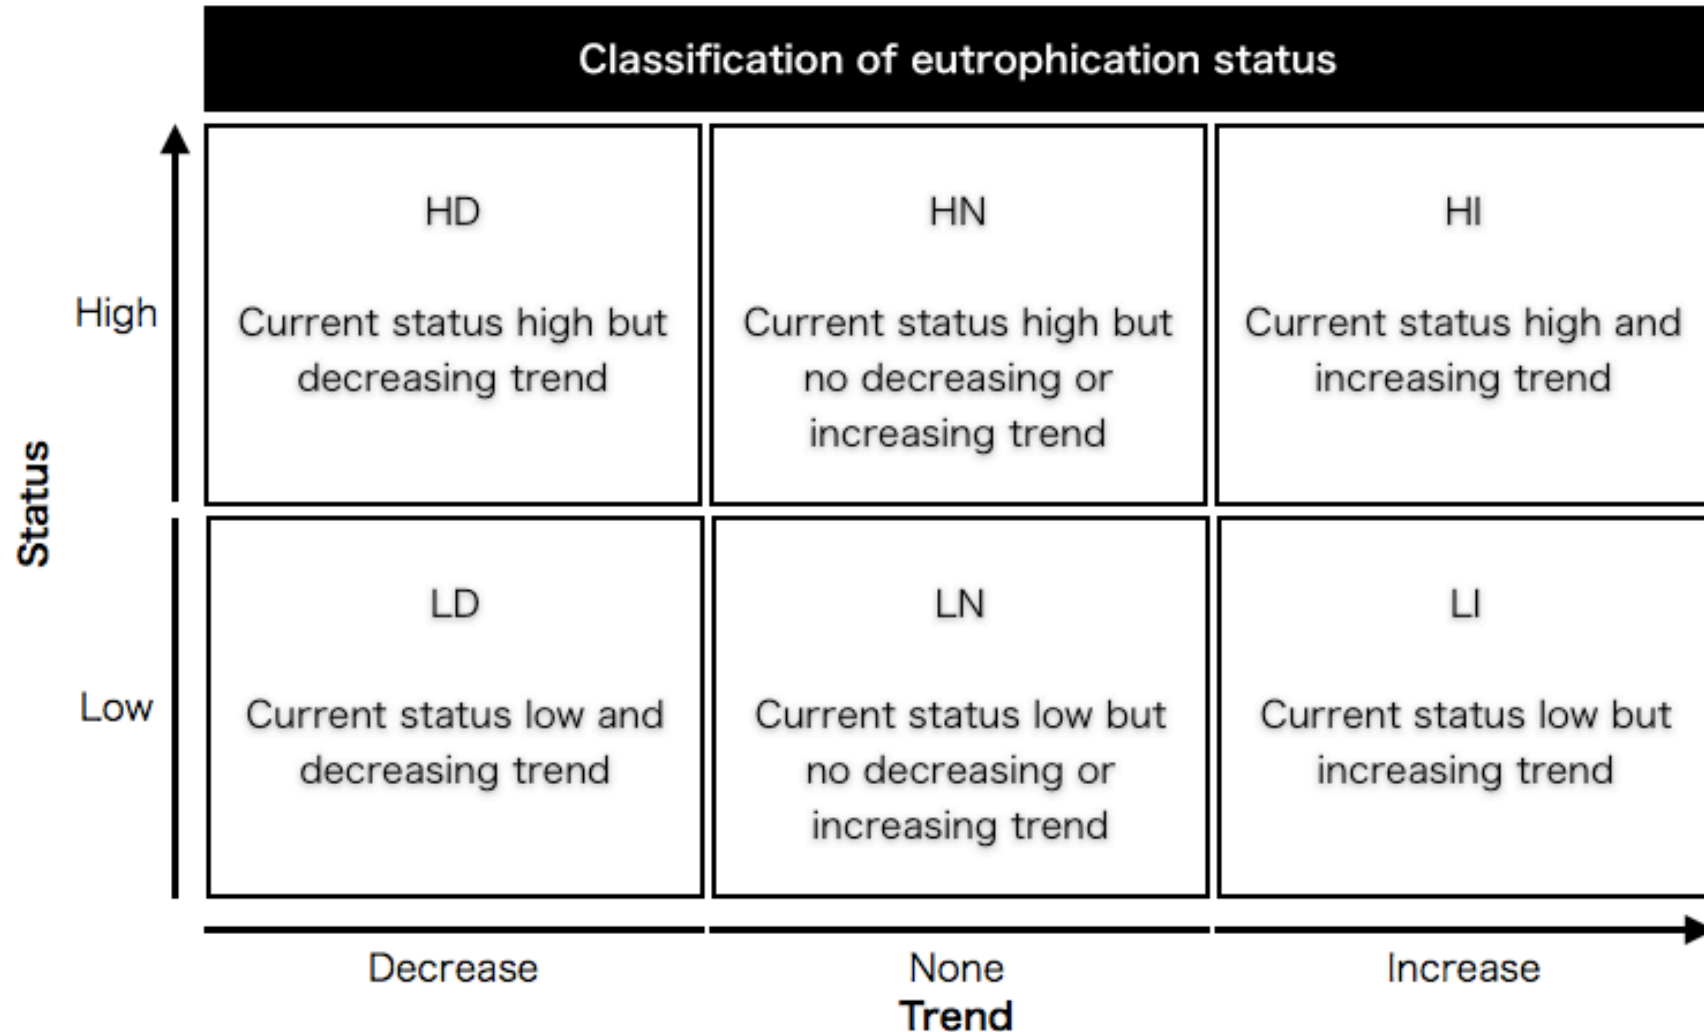 Classification of eutrophication status
HD
Current status high but
decreasing trend
HN
Current status high but
no decreasing or
increasing trend
HI
Current status high and
increasing trend
High
Status
LD
Current status low and
decreasing trend
LN
Current status low but
no decreasing or
increasing trend
LI
Current status low but
increasing trend
Low
Decrease
None
Increase
Trend